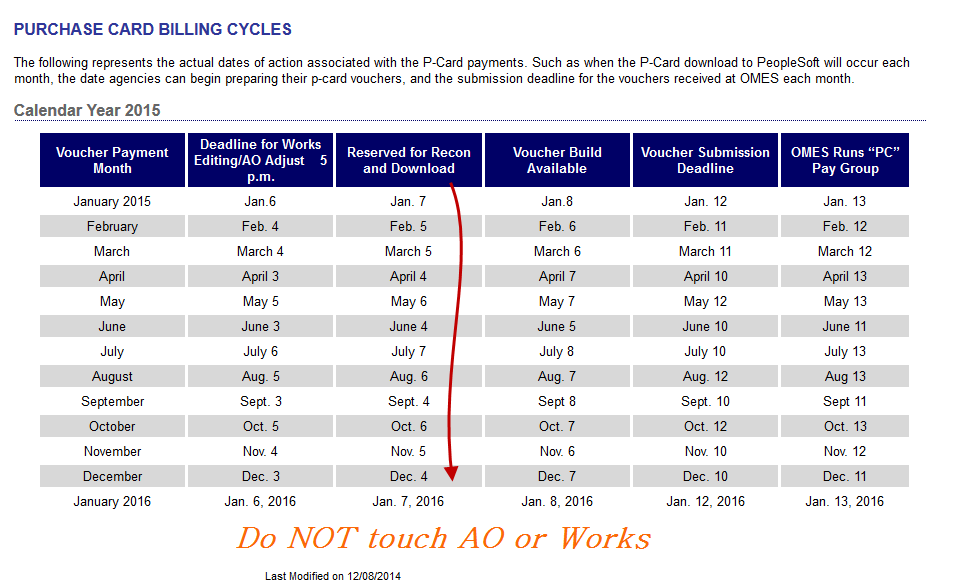 PURCHASE CARD BILLING CYCLES
The following represents the actual dates of action associated with the P-Card payments. Such as when the P-Card download to PeopleSoft will occur each
month, the date agencies can begin preparing their p-card vouchers, and the submission deadline for the vouchers received at OMES each month.
Calendar Year 2015
Voucher Payment Month Deadline for Works Editing/AO Adjust 5 p.m. Reserved for Recon and Download Voucher Build Available Voucher Submission Deadline OMES Runs “PC” Pay Group
January 2015 Jan.6 Jan. 7 Jan.8 Jan. 12 Jan. 13
February Feb. 4 Feb. 5 Feb. 6 Feb. 11 Feb. 12
March March 4 March 5 March 6 March 11 March 12
April April 3 April 4 April 7 April 10 April 13
May May 5 May 6 May 7 May 12 May 13
June June 3 June 4 June 5 June 10 June 11
July July 6 July 7 July 8 July 10 July 13
August Aug. 5 Aug. 6 Aug. 7 Aug. 12 Aug 13
September Sept. 3 Sept. 4 Sept 8 Sept. 10 Sept 11
October Oct. 5 Oct. 6 Oct. 7 Oct. 12 Oct. 13
November Nov. 4 Nov. 5 Nov. 6 Nov. 10 Nov. 12
December Dec. 3 Dec. 4 Dec. 7 Dec. 10 Dec. 11
January 2016 Jan. 6, 2016 Jan. 7, 2016 Jan. 8, 2016 Jan. 12, 2016 Jan. 13, 2016
Do NOT touch AO or Works
Last Modified on 12/08/2014